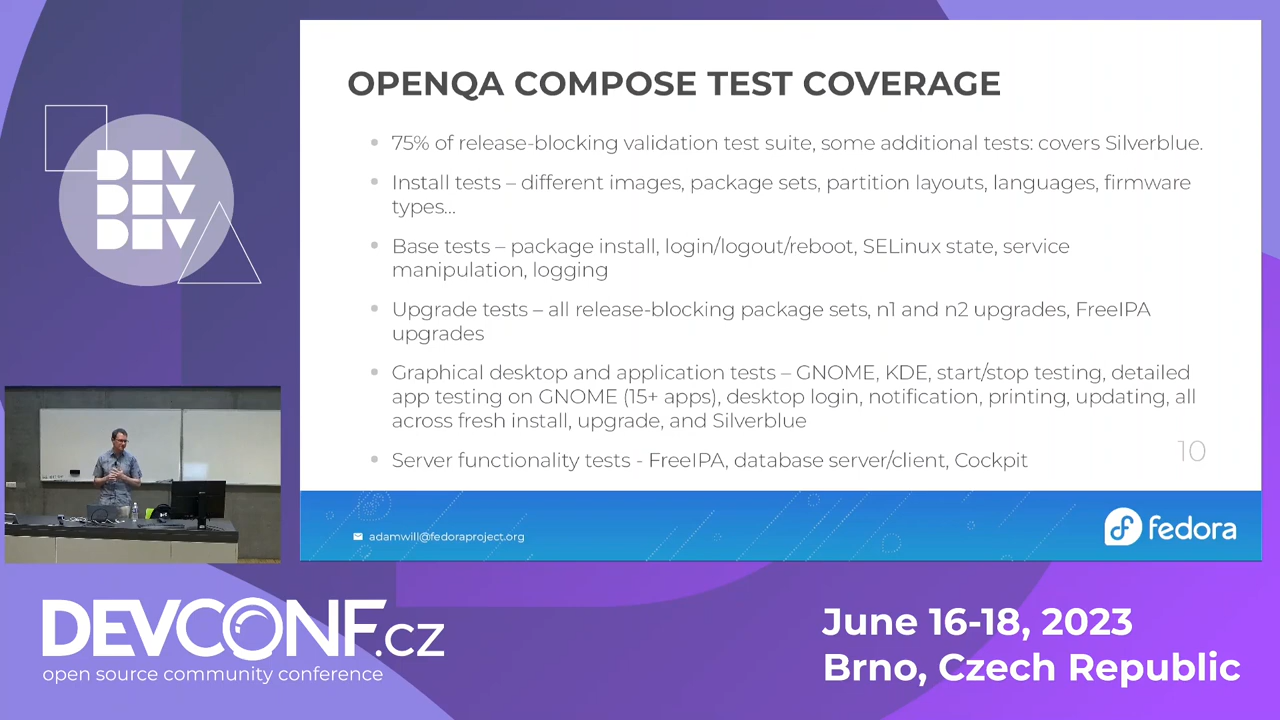 OPENQA COMPOSE TEST COVERAGE
75% of release-blocking validation test suite, some additional tests: covers Silverblue.
Install tests – different images, package sets, partition layouts, languages, firmware
types...
Base tests – package install, login/logout/reboot, SELinux state, service
manipulation, logging
Upgrade tests – all release-blocking package sets, n1 and n2 upgrades, FreeIPA
upgrades
Graphical desktop and application tests – GNOME, KDE, start/stop testing, detailed
app testing on GNOME (15+ apps), desktop login, notification, printing, updating, all
across fresh install, upgrade, and Silverblue
Server functionality tests - FreeIPA, database server/client, Cockpit
10
adamwill@fedoraproject.org
fedora
DEV
DEV
DEV
DEVCONF.cz
open source community conference
June 16-18, 2023
Brno, Czech Republic